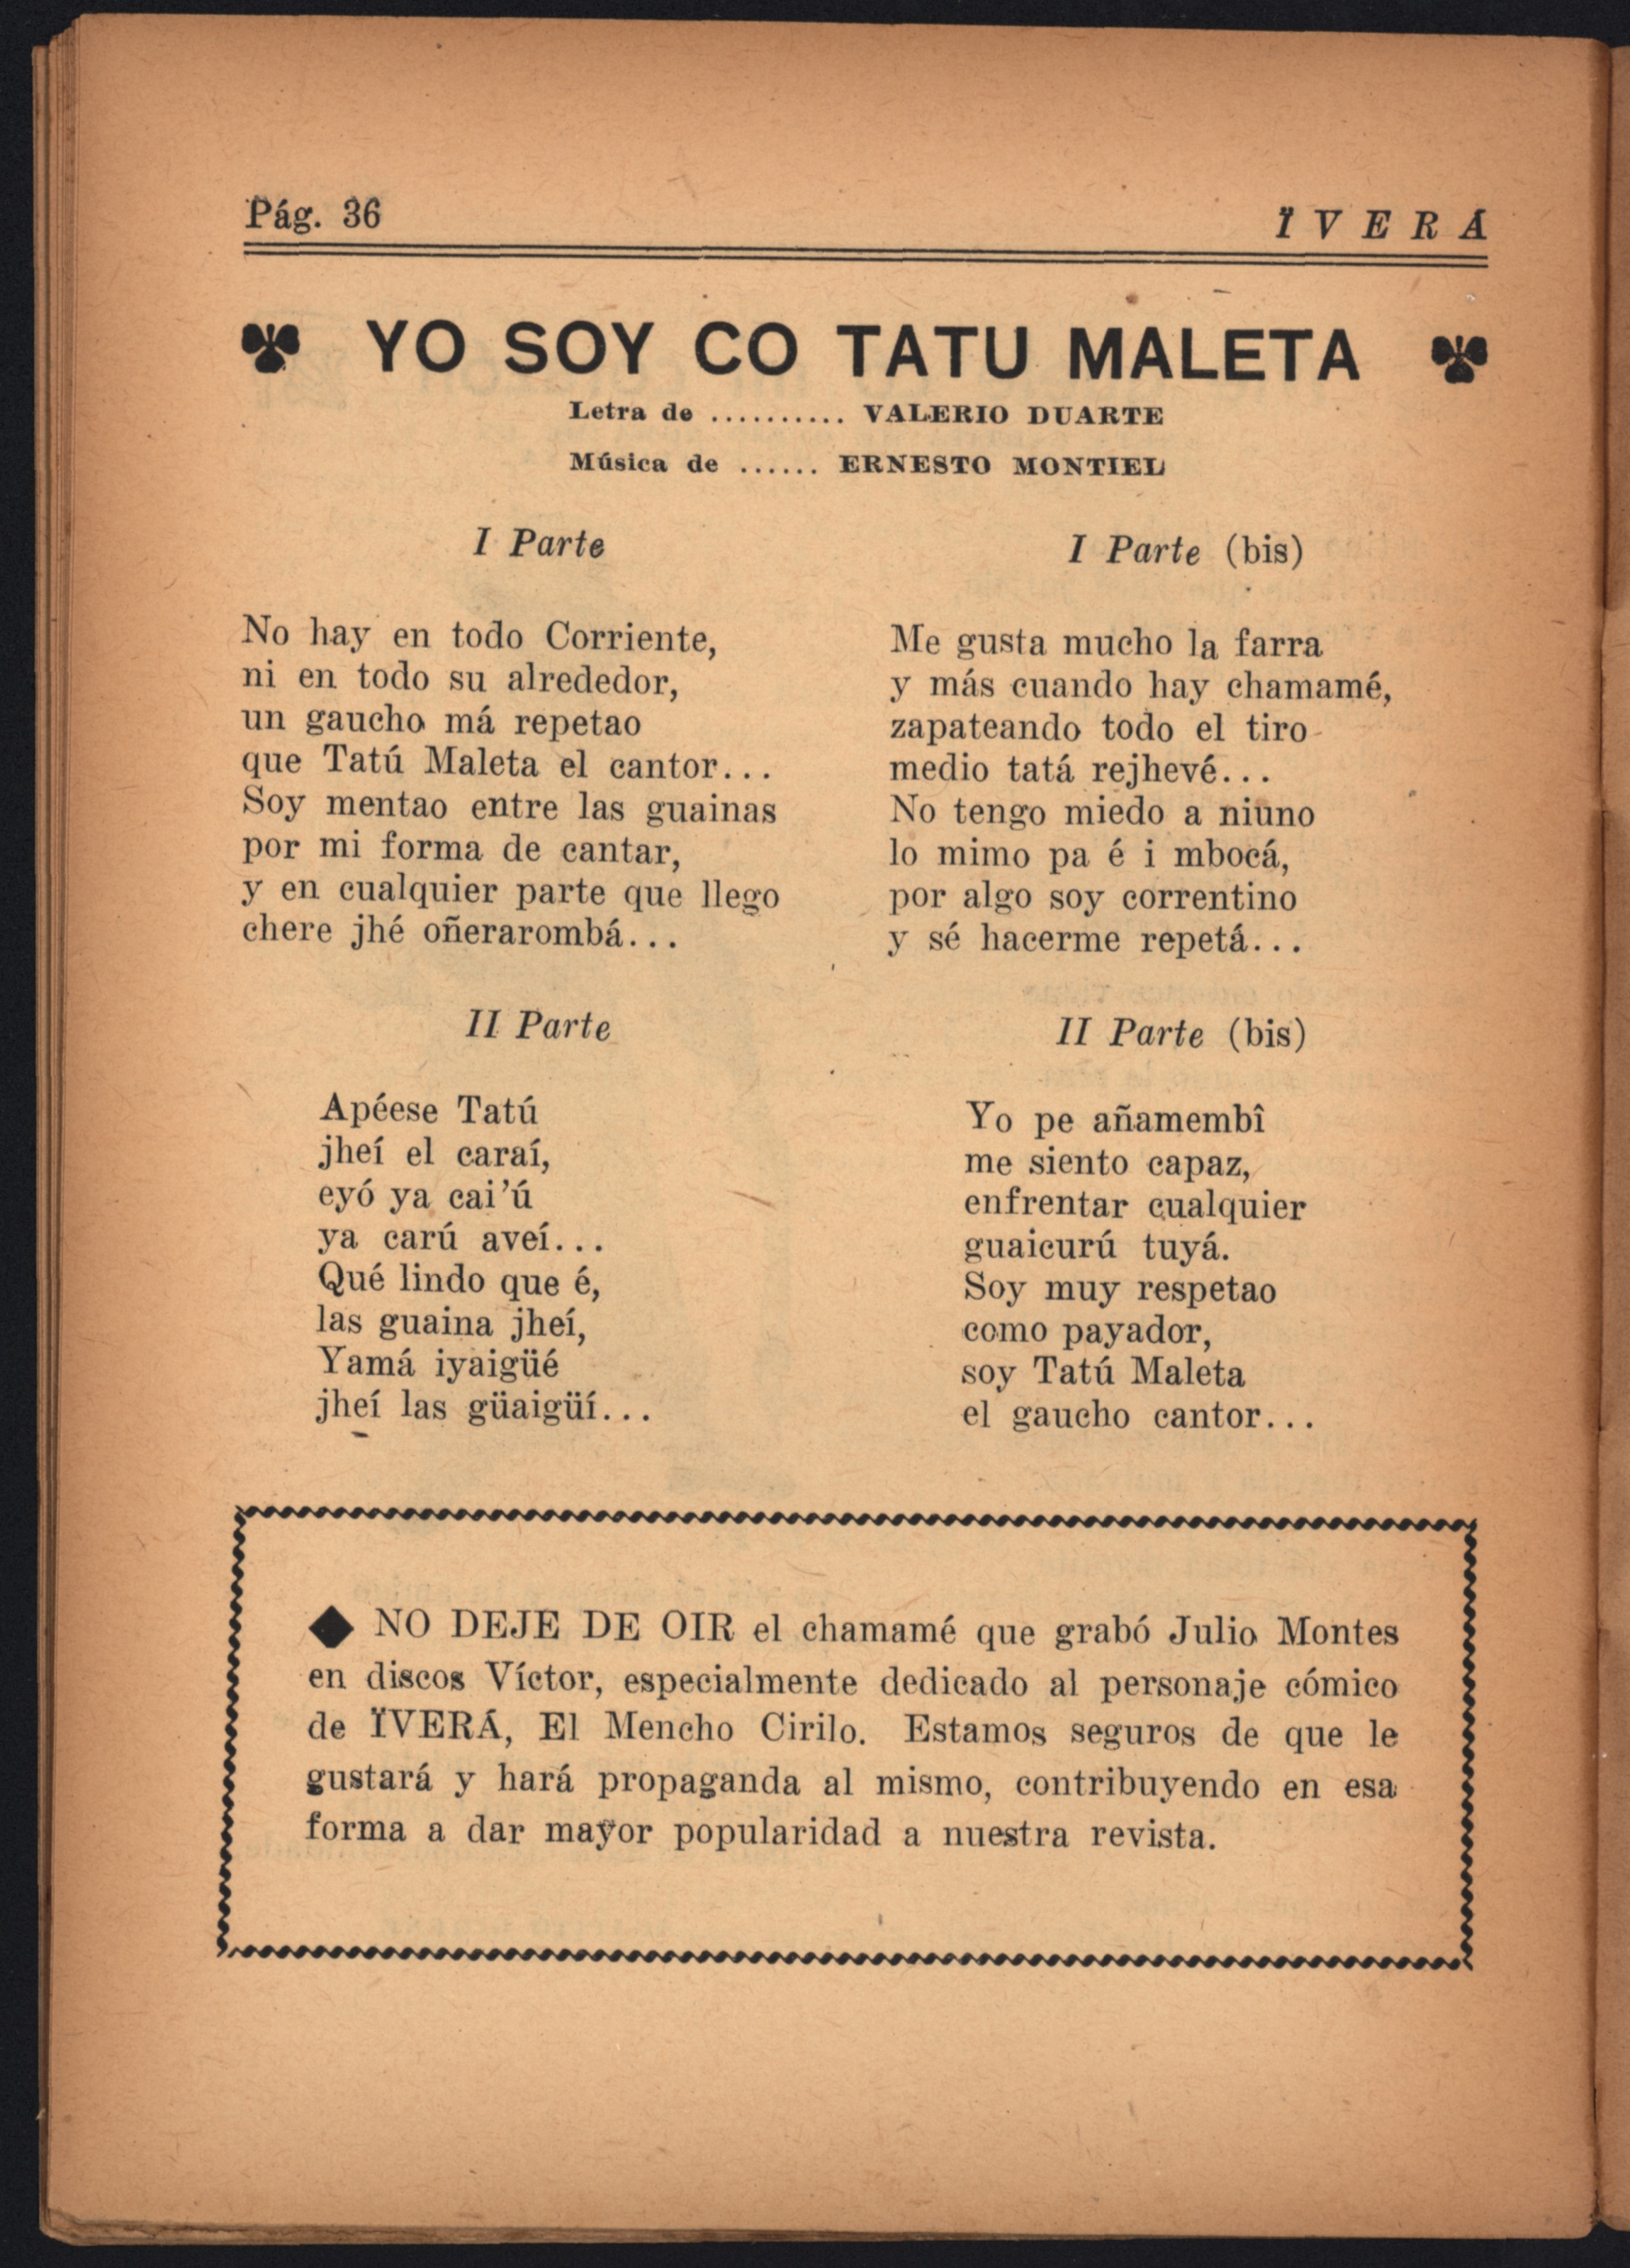 Pág. 36
ÏVERÁ
YO SOY CO TATU MALETA
Letra de .......... VALERIO DUARTE
Música de ...... ERNESTO MONTIEL
I Parte
No hay en todo Corriente,
ni en todo su alrededor,
un gaucho má repetao
que Tatú Maleta el cantor...
Soy mentao entre las guainas
por mi forma de cantar,
y en cualquier parte que llego
chere jhé oñerarombá...
II Parte
Apéese Tatú
jheí el caraí,
eyó ya cai'ú
ya carú aveí...
Qué lindo que é,
las guaina jheí,
Yamá iyaigüé
jheí las güaigüí...
I Parte (bis)
Me gusta mucho la farra
y más cuando hay chamamé,
zapateando todo el tiro
medio tatá rejhevé...
No tengo miedo a niuno
lo mimo pa é i mbocá,
por algo soy correntino
y sé hacerme repetá...
II Parte (bis)
Yo pe añamembî
me siento capaz,
enfrentar cualquier
guaicurú tuyá.
Soy muy respetao
como payador,
soy Tatú Maleta
el gaucho cantor...
◆ NO DEJE DE OIR el chamamé que grabó Julio Montes
en discos Víctor, especialmente dedicado al personaje cómico
de ÏVERÁ, El Mencho Cirilo. Estamos seguros de que le
gustará y hará propaganda al mismo, contribuyendo en esa
forma a dar mayor popularidad a nuestra revista.